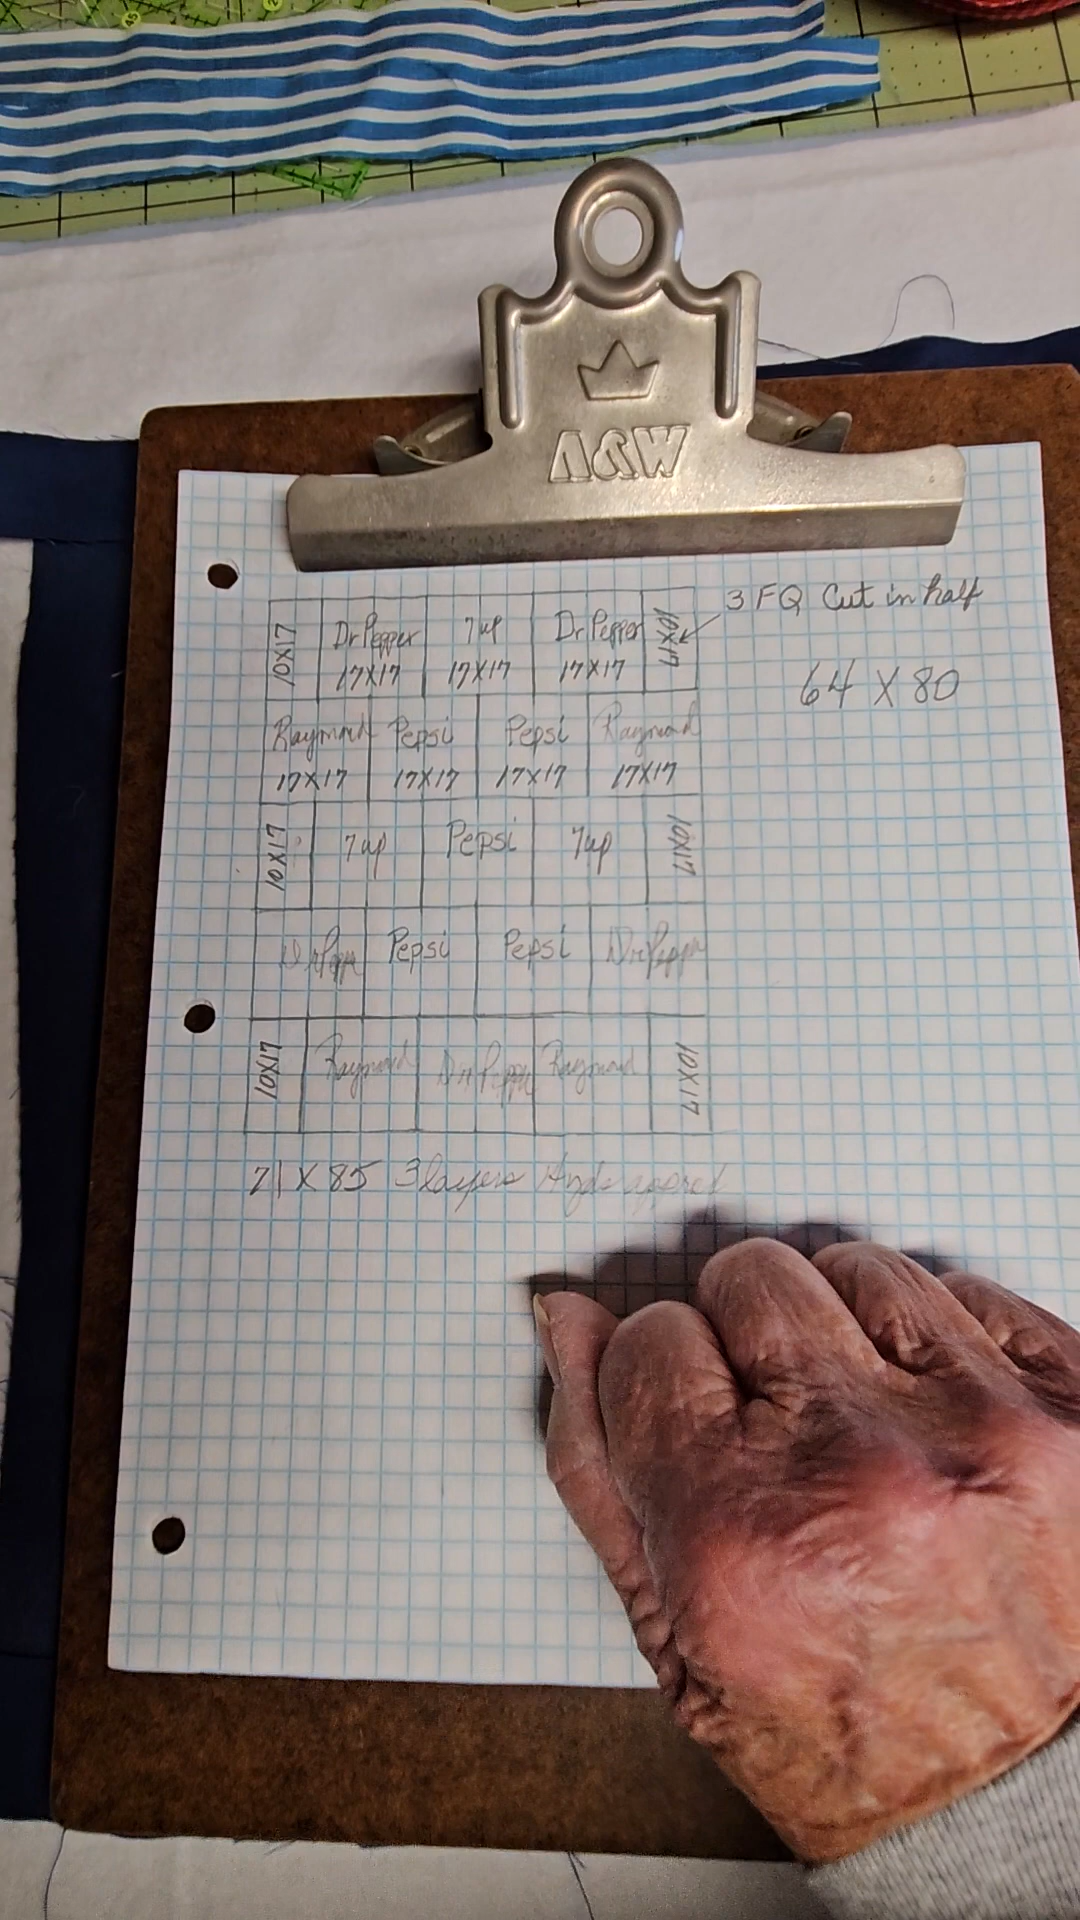 A&W
10X17 Dr Pepper 7up Dr Pepper 10X17
17X17 17X17 17X17
3 FQ Cut in half
64 X 80
Raymond Pepsi Pepsi Raymond
17X17 17X17 17X17 17X17
10X17 7up Pepsi 7up 10X17
Dr Pepper Pepsi Pepsi Dr Pepper
10X17 Raymond Dr Pepper Raymond 10X17
71 X 85 3 layers